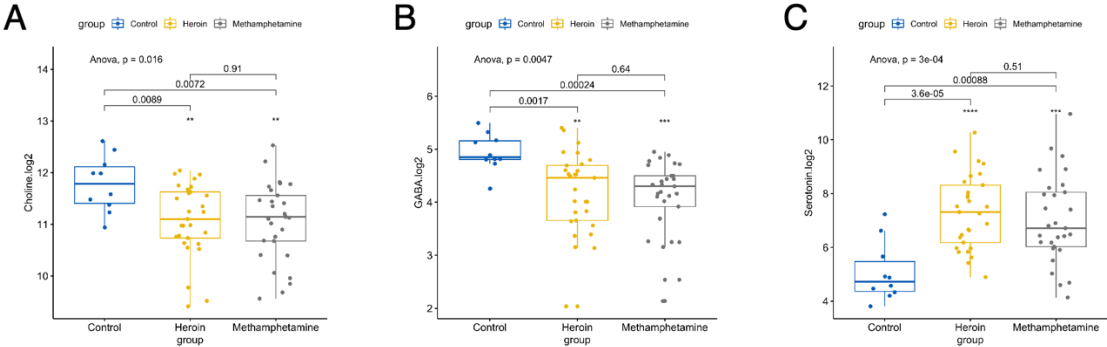 A
group Control Heroin Methamphetamine
Anova, p = 0.016
0.91
0.0072
0.0089
** **
Choline.log2
14
13
12
11
10
Control Heroin Methamphetamine
group
B
group Control Heroin Methamphetamine
Anova, p = 0.0047
0.64
0.00024
0.0017
** ***
GABA.log2
6
5
4
3
2
Control Heroin Methamphetamine
group
C
group Control Heroin Methamphetamine
Anova, p = 3e-04
0.51
0.00088
3.6e-05
**** ***
Serotonin.log2
12
10
8
6
4
Control Heroin Methamphetamine
group